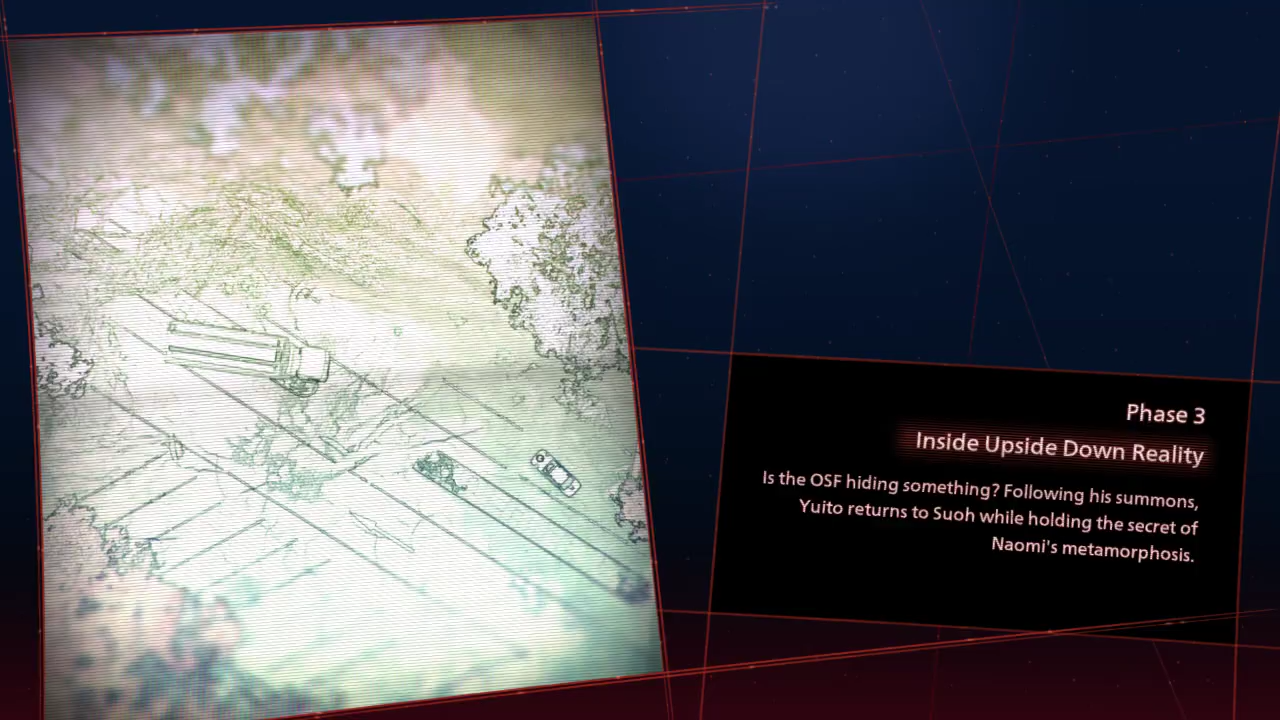 Phase 3
Inside Upside Down Reality
Is the OSF hiding something? Following his summons,
Yuito returns to Suoh while holding the secret of
Naomi's metamorphosis.